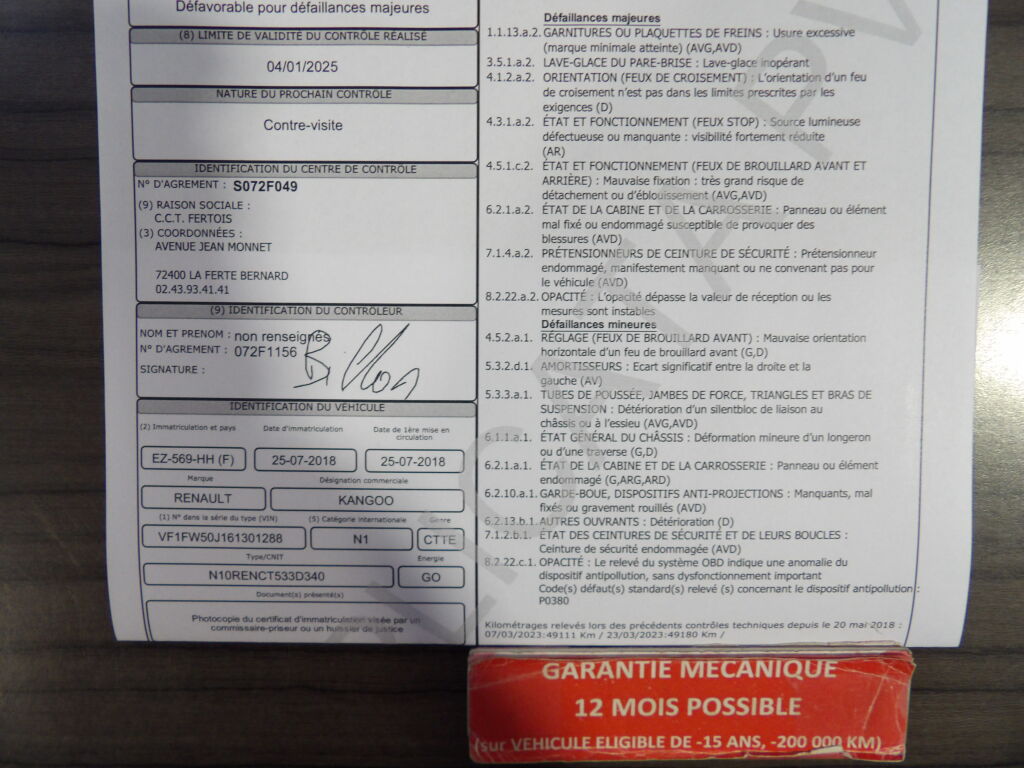 Défavorable pour défaillances majeures
(8) LIMITE DE VALIDITÉ DU CONTRÔLE RÉALISÉ
04/01/2025
NATURE DU PROCHAIN CONTRÔLE
Contre-visite
IDENTIFICATION DU CENTRE DE CONTRÔLE
N° D'AGREMENT : S072F049
(9) RAISON SOCIALE :
C.C.T. FERTOIS
(3) COORDONNÉES :
AVENUE JEAN MONNET
72400 LA FERTE BERNARD
02.43.93.41.41
(9) IDENTIFICATION DU CONTRÔLEUR
NOM ET PRENOM : non renseignés
N° D'AGREMENT : 072F1156
SIGNATURE :
IDENTIFICATION DU VÉHICULE
(2) Immatriculation et pays Date d'immatriculation Date de 1ère mise en
circulation
EZ-569-HH (F) 25-07-2018 25-07-2018
Marque Désignation commerciale
RENAULT KANGOO
(1) N° dans la série du type (VIN) (5) Catégorie internationale Genre
VF1FW50J161301288 N1 CTTE
Type/CNIT Energie
N10RENCT533D340 GO
Document(s) présenté(s)
Photocopie du certificat d'immatriculation visée par un
commissaire-priseur ou un huissier de justice
Défaillances majeures
1.1.13.a.2. GARNITURES OU PLAQUETTES DE FREINS : Usure excessive
(marque minimale atteinte) (AVG,AVD)
3.5.1.a.2. LAVE-GLACE DU PARE-BRISE : Lave-glace inopérant
4.1.2.a.2. ORIENTATION (FEUX DE CROISEMENT) : L'orientation d'un feu
de croisement n'est pas dans les limites prescrites par les
exigences (D)
4.3.1.a.2. ÉTAT ET FONCTIONNEMENT (FEUX STOP) : Source lumineuse
défectueuse ou manquante : visibilité fortement réduite
(AR)
4.5.1.c.2. ÉTAT ET FONCTIONNEMENT (FEUX DE BROUILLARD AVANT ET
ARRIÈRE) : Mauvaise fixation : très grand risque de
détachement ou d'éblouissement (AVG,AVD)
6.2.1.a.2. ÉTAT DE LA CABINE ET DE LA CARROSSERIE : Panneau ou élément
mal fixé ou endommagé susceptible de provoquer des
blessures (AVD)
7.1.4.a.2. PRÉTENSIONNEURS DE CEINTURE DE SÉCURITÉ : Prétensionneur
endommagé, manifestement manquant ou ne convenant pas pour
le véhicule (AVD)
8.2.22.a.2. OPACITÉ : L'opacité dépasse la valeur de réception ou les
mesures sont instables
Défaillances mineures
4.5.2.a.1. RÉGLAGE (FEUX DE BROUILLARD AVANT) : Mauvaise orientation
horizontale d'un feu de brouillard avant (G,D)
5.3.2.d.1. AMORTISSEURS : Ecart significatif entre la droite et la
gauche (AV)
5.3.3.a.1. TUBES DE POUSSÉE, JAMBES DE FORCE, TRIANGLES ET BRAS DE
SUSPENSION : Détérioration d'un silentbloc de liaison au
châssis ou à l'essieu (AVG,AVD)
6.1.1.a.1. ÉTAT GÉNÉRAL DU CHÂSSIS : Déformation mineure d'un longeron
ou d'une traverse (G,D)
6.2.1.a.1. ÉTAT DE LA CABINE ET DE LA CARROSSERIE : Panneau ou élément
endommagé (G,ARG,ARD)
6.2.10.a.1. GARDE-BOUE, DISPOSITIFS ANTI-PROJECTIONS : Manquants, mal
fixés ou gravement rouillés (AVD)
6.2.13.b.1. AUTRES OUVRANTS : Détérioration (D)
7.1.2.b.1. ÉTAT DES CEINTURES DE SÉCURITÉ ET DE LEURS BOUCLES :
Ceinture de sécurité endommagée (AVD)
8.2.22.c.1. OPACITÉ : Le relevé du système OBD indique une anomalie du
dispositif antipollution, sans dysfonctionnement important
Code(s) défaut(s) standard(s) relevé (s) concernant le dispositif antipollution :
P0380
Kilométrages relevés lors des précédents contrôles techniques depuis le 20 mai 2018 :
07/03/2023:49111 Km / 23/03/2023:49180 Km /
GARANTIE MECANIQUE
12 MOIS POSSIBLE
(sur VEHICULE ELIGIBLE DE -15 ANS, -200 000 KM)